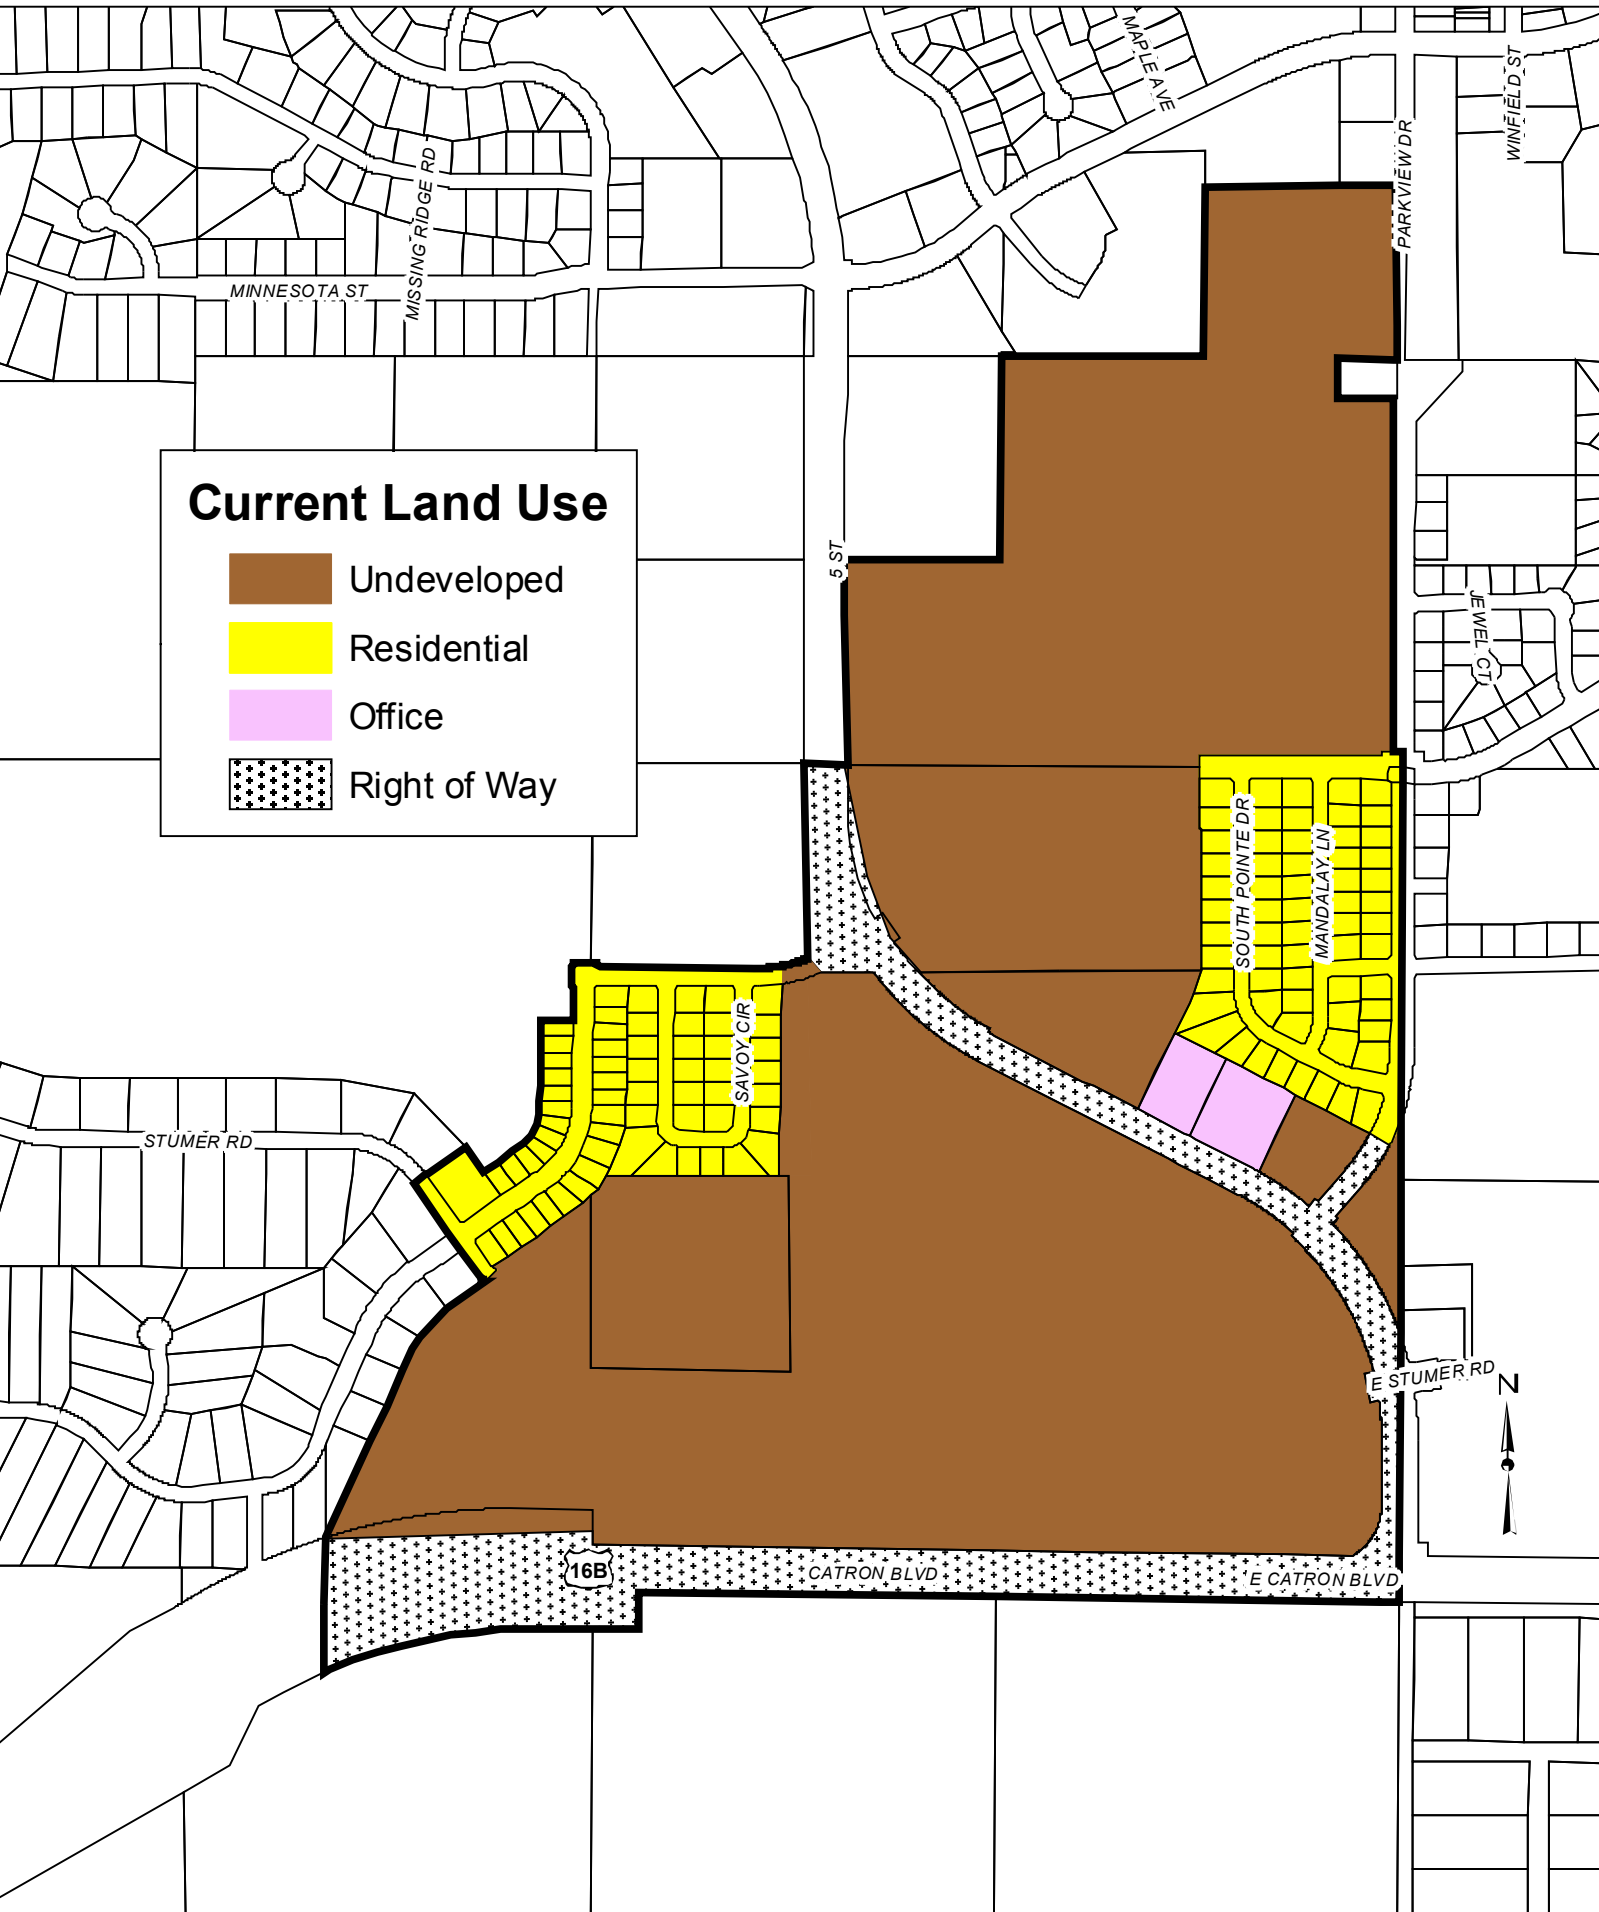 MAPLE AVE
WINFIELD ST
PARKVIEW DR
MISSING RIDGE RD
MINNESOTA ST
Current Land Use
Undeveloped
Residential
Office
Right of Way
5 ST
JEWEL CT
SOUTH POINTE DR
MANDALAY LN
SAVOY CIR
STUMER RD
E STUMER RD
N
16B
CATRON BLVD
E CATRON BLVD